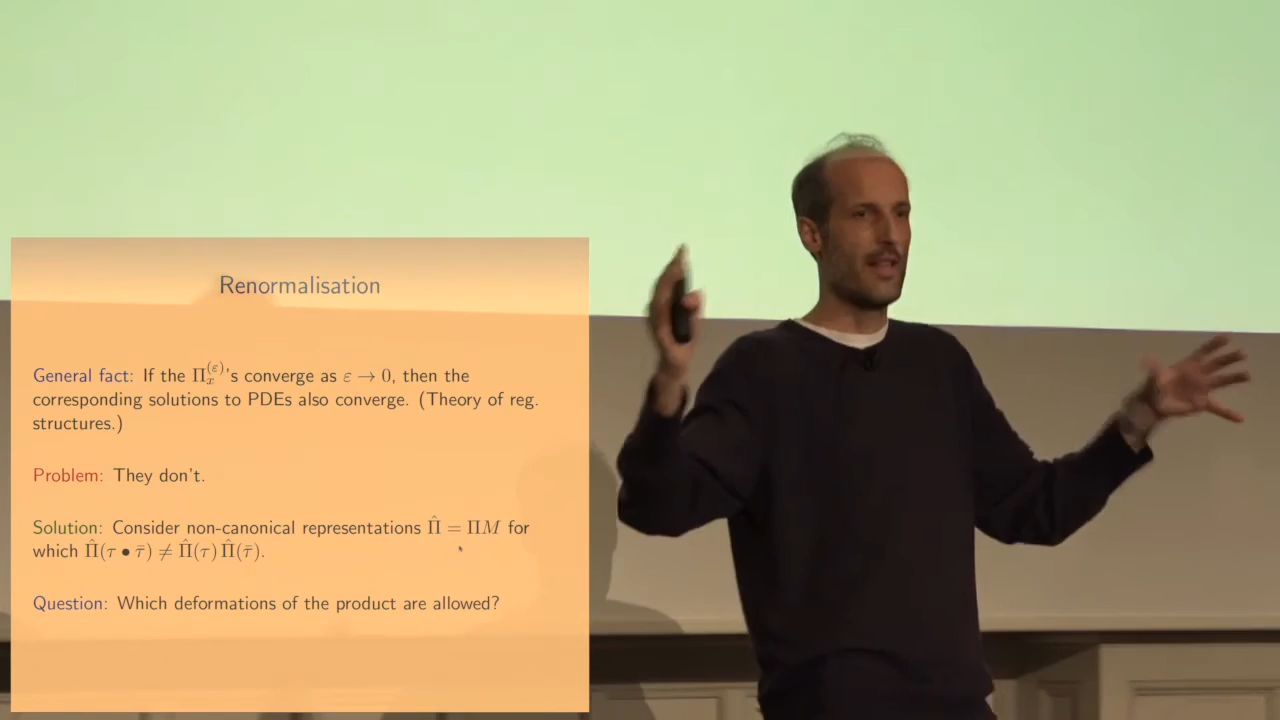 Renormalisation
General fact: If the Π_x^{(ε)}'s converge as ε → 0, then the
corresponding solutions to PDEs also converge. (Theory of reg.
structures.)
Problem: They don't.
Solution: Consider non-canonical representations Π̂ = ΠM for
which Π̂(τ • τ̄) ≠ Π̂(τ) Π̂(τ̄).
Question: Which deformations of the product are allowed?